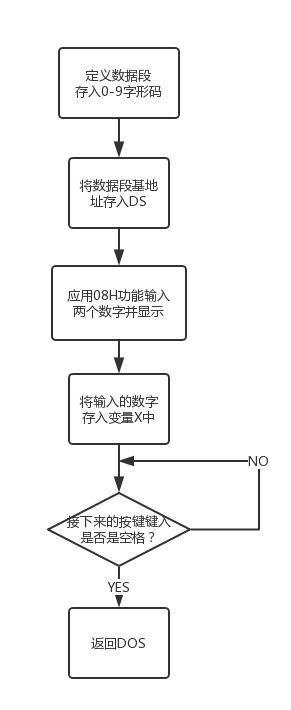 定义数据段
存入0-9字形码
将数据段基地
址存入DS
应用08H功能输入
两个数字并显示
将输入的数字
存入变量X中
NO
接下来的按键键入
是否是空格？
YES
返回DOS